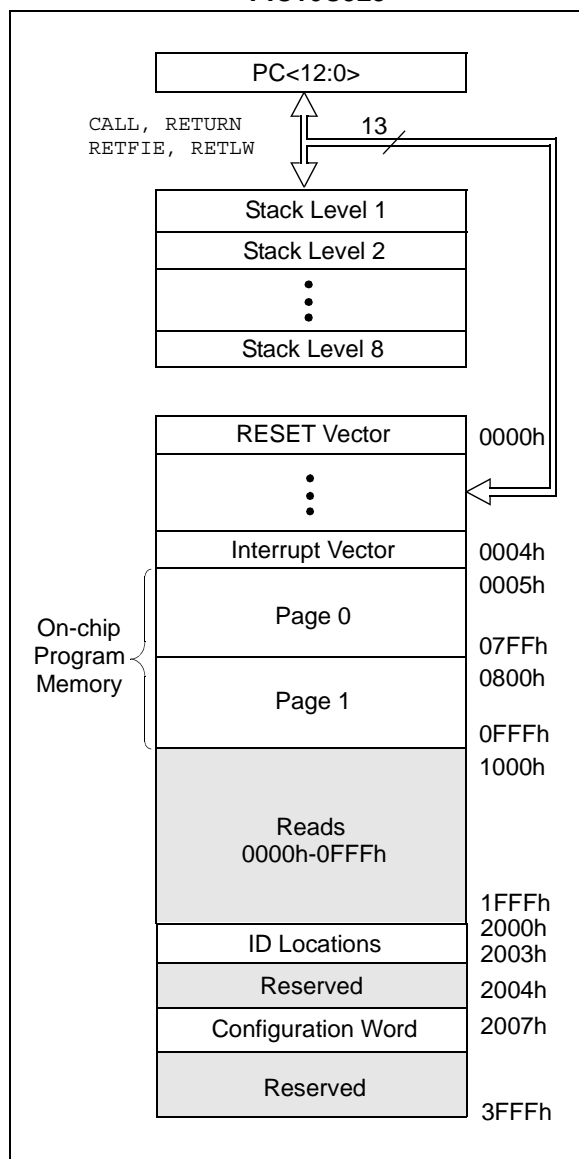 PC<12:0>
CALL, RETURN
RETFIE, RETLW
13
Stack Level 1
Stack Level 2
Stack Level 8
RESET Vector
0000h
Interrupt Vector
0004h
0005h
On-chip
Program
Memory
Page 0
07FFh
0800h
Page 1
0FFFh
1000h
Reads
0000h-0FFFh
1FFFh
2000h
ID Locations
2003h
Reserved
2004h
Configuration Word
2007h
Reserved
3FFFh